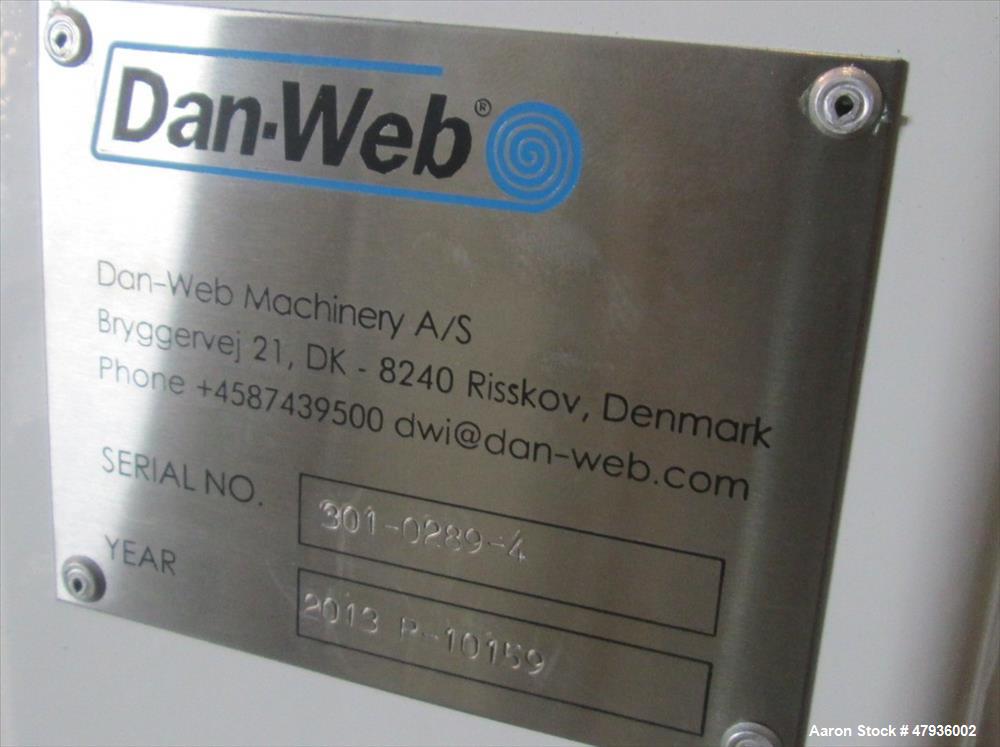 Dan-Web®
Dan-Web Machinery A/S
Bryggervej 21, DK - 8240 Risskov, Denmark
Phone +4587439500 dwi@dan-web.com
SERIAL NO. 301-0289-4
YEAR 2013 P-10159
Aaron Stock # 47936002